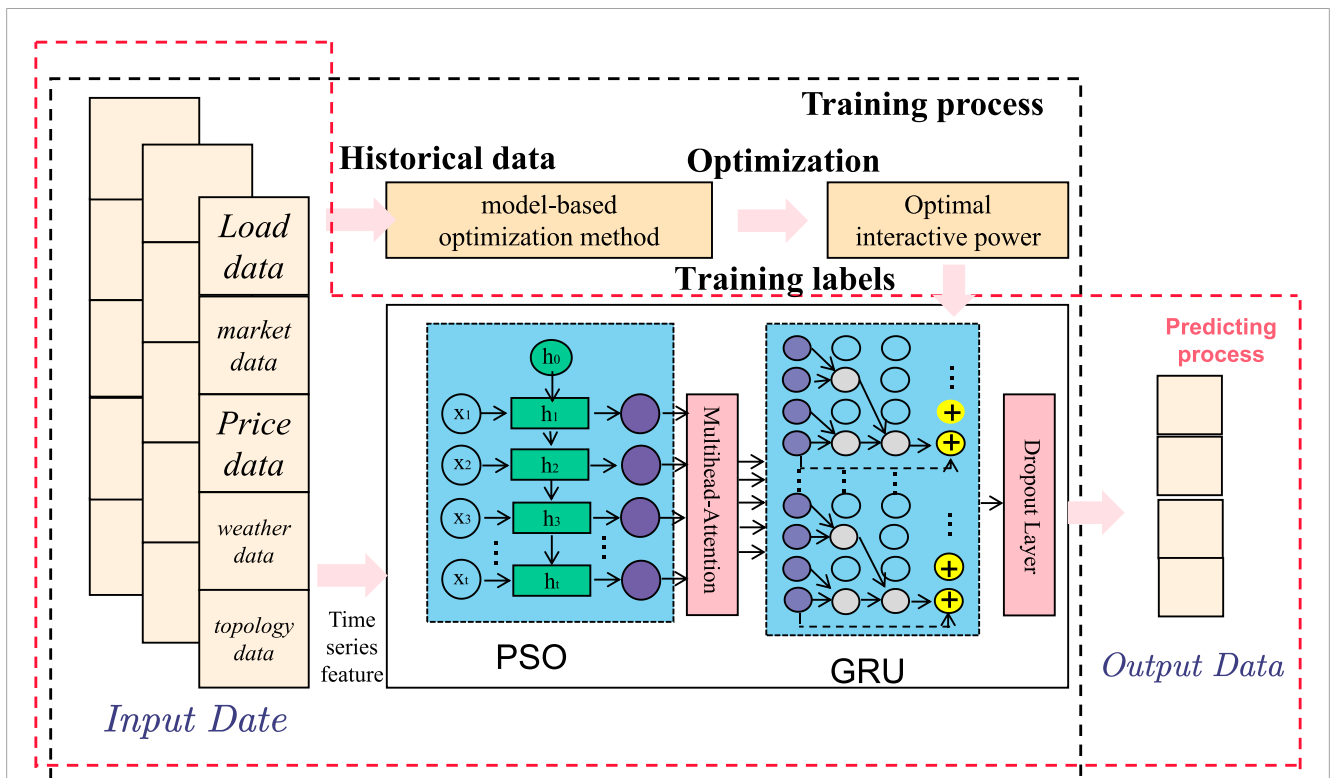 Training process
Historical data
Optimization
model-based
optimization method
Optimal
interactive power
Training labels
Load
data
market
data
Price
data
weather
data
topology
data
Input Date
Time
series
feature
h0
x1
h1
x2
h2
x3
h3
xt
ht
PSO
Multihead-Attention
+
+
+
+
GRU
Dropout Layer
Predicting
process
Output Data